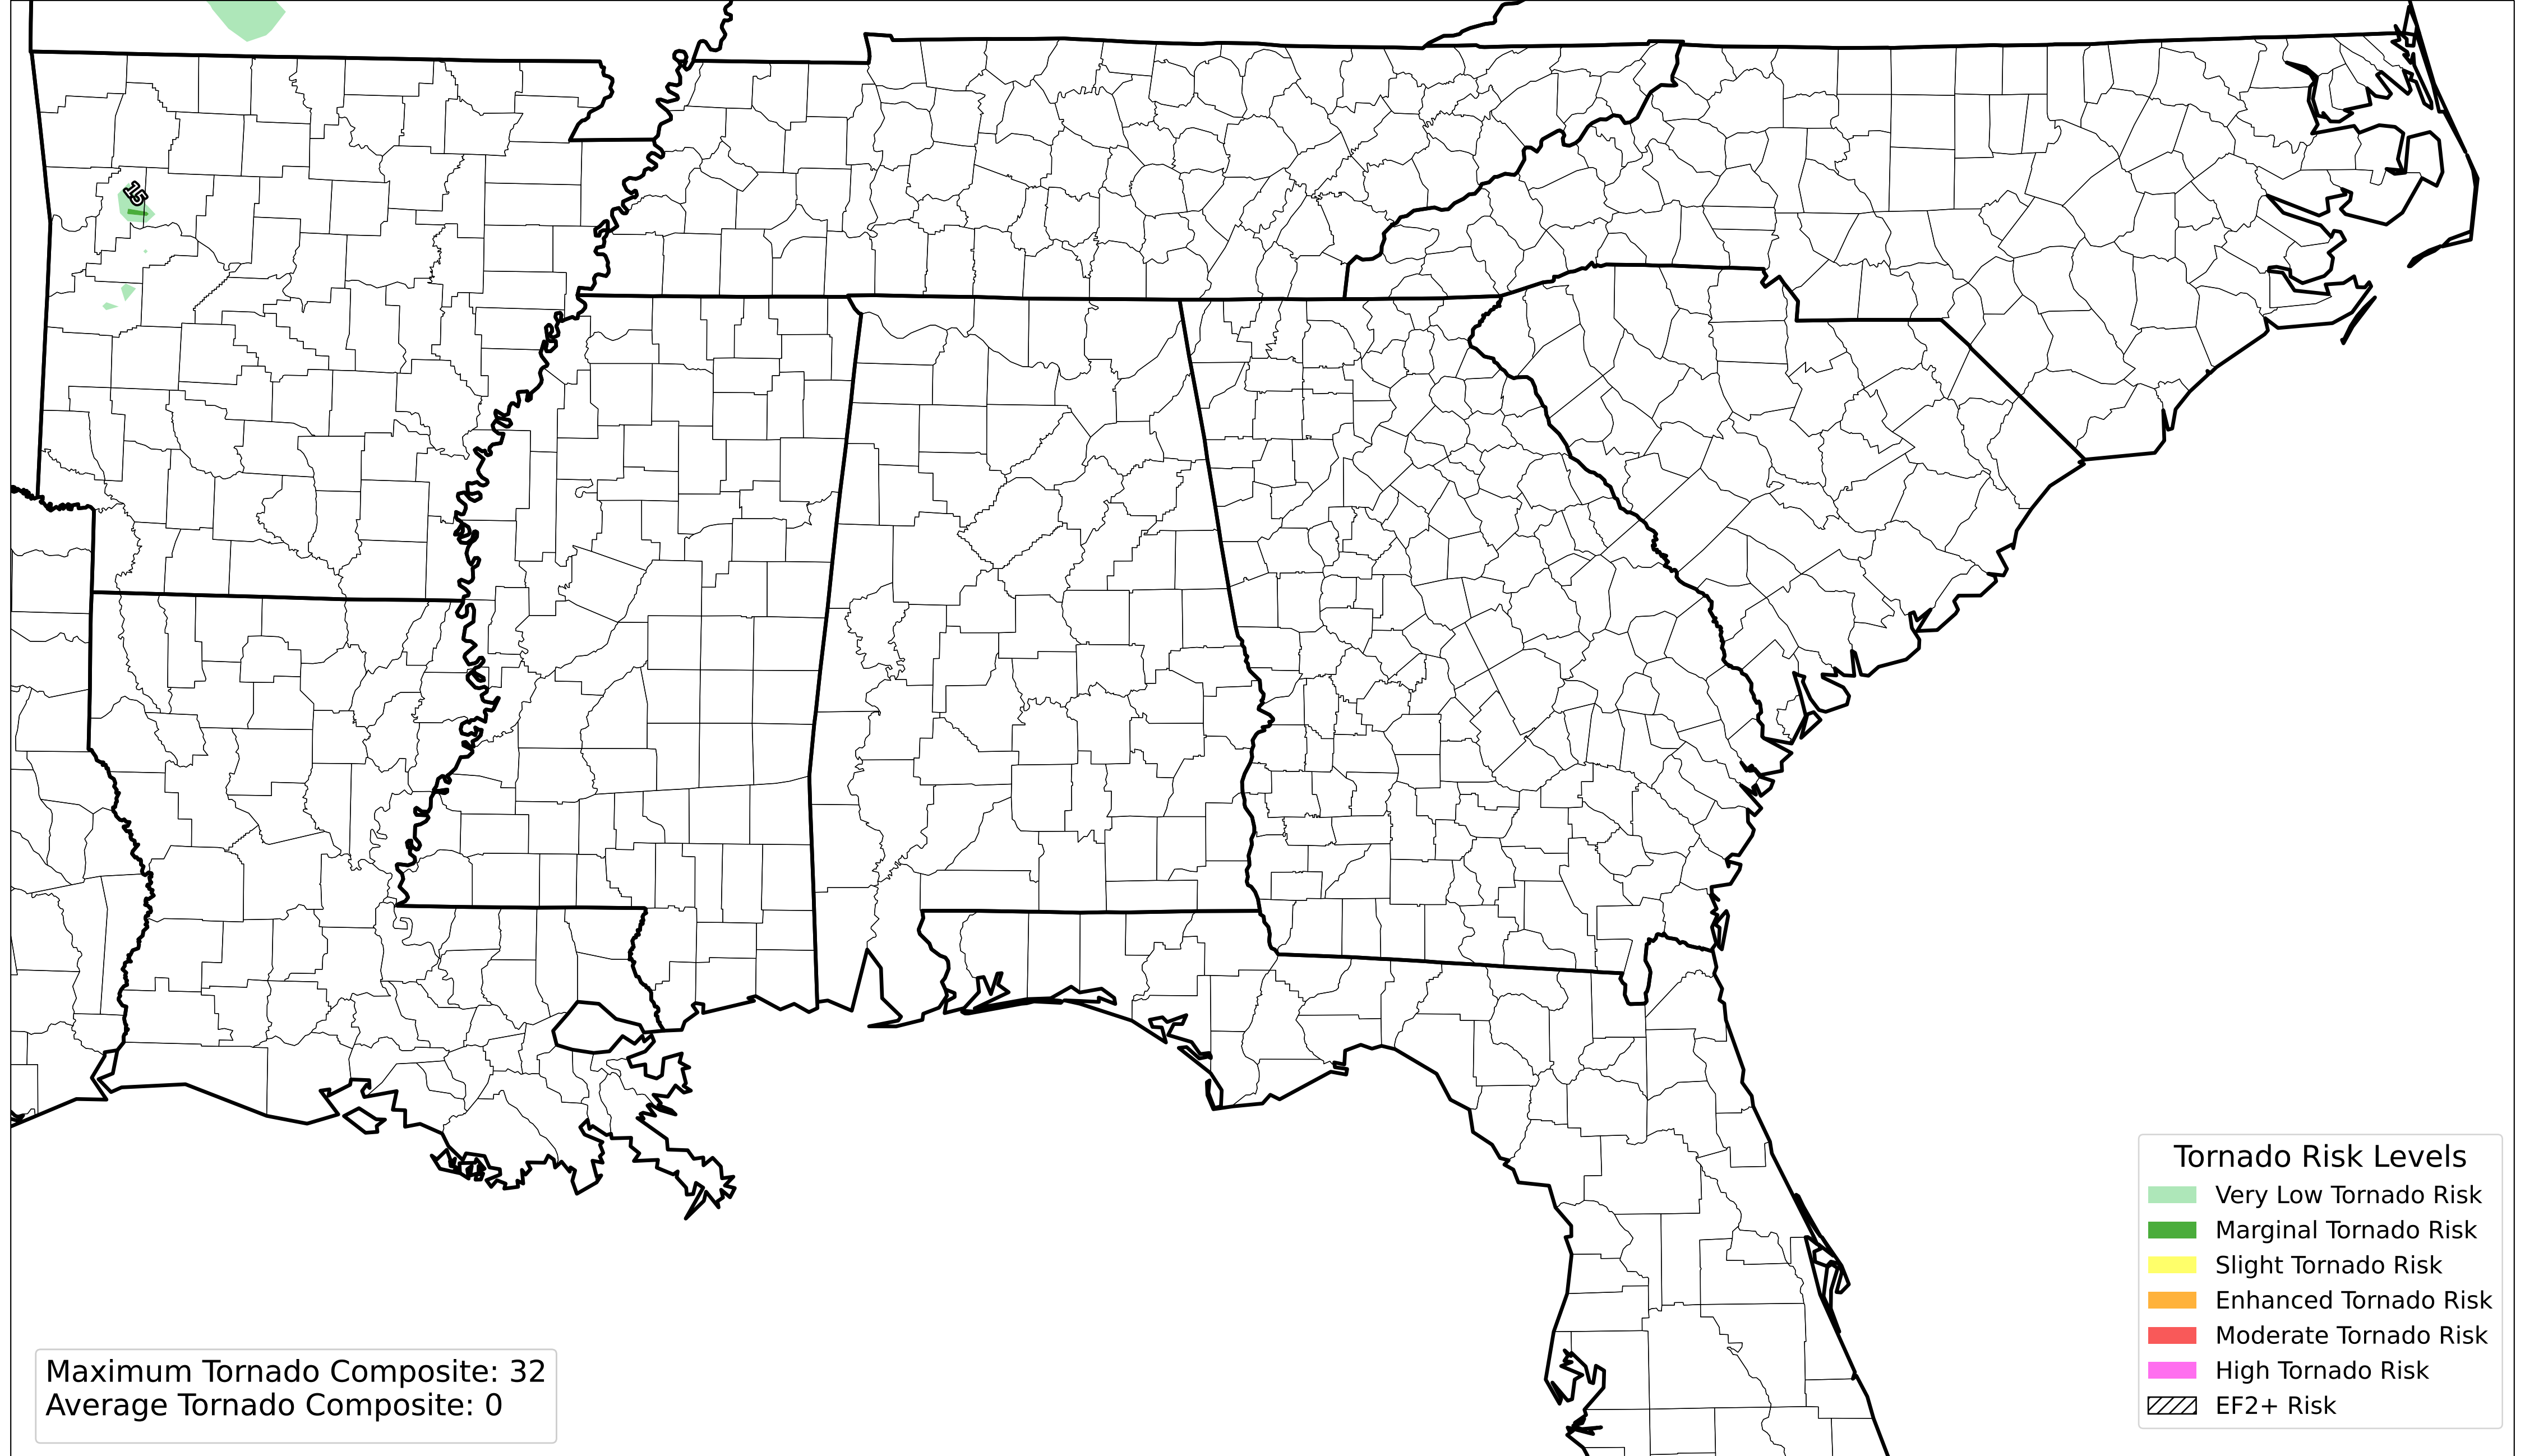 15
Tornado Risk Levels
Very Low Tornado Risk
Marginal Tornado Risk
Slight Tornado Risk
Enhanced Tornado Risk
Moderate Tornado Risk
High Tornado Risk
EF2+ Risk
Maximum Tornado Composite: 32
Average Tornado Composite: 0